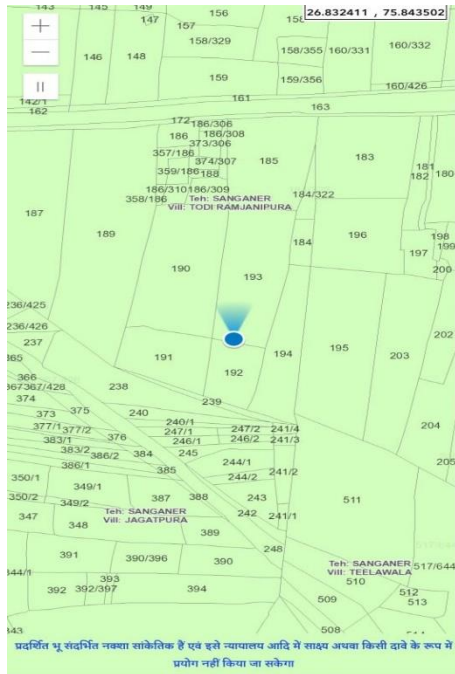 143 145 149 156
147 157 158 26.832411 , 75.843502
158/329
146 148 158/355 160/331 160/332
159 159/356
160/426
142/1 161
162 163
172 186/306
186 186/308
373/306
357/186
374/307 185 183
359/186 188 181
182 180
186/310 186/309
358/186 184/322
Teh: SANGANER
Vill: TODI RAMJANIPURA
187
189 196 198
184 199
197
190 193 200
236/425
236/426
237 202
365 191 194 195 203
366 192
367 367/428 238
374 239
373 375 240 240/1 204
377/1 377/2 247/1 247/2 241/4
383/1 376 246/1 246/2 241/3
383/2 386/2 384 245 205
386/1 385 244/1
350/1 244/2 241/2
349/1
350/2 349/2 387 388 243 511
Teh: SANGANER
Vill: JAGATPURA
347 348 242 241/1
389
248
391 390/396 390 Teh: SANGANER
Vill: TEELAWALA
517/644
344/1 393 510
392 392/397 394 512
509 513
343 508
प्रदर्शित भू संदर्भित नक्शा सांकेतिक हैं एवं इसे न्यायालय आदि में साक्ष्य अथवा किसी दावे के रूप में
प्रयोग नहीं किया जा सकेगा